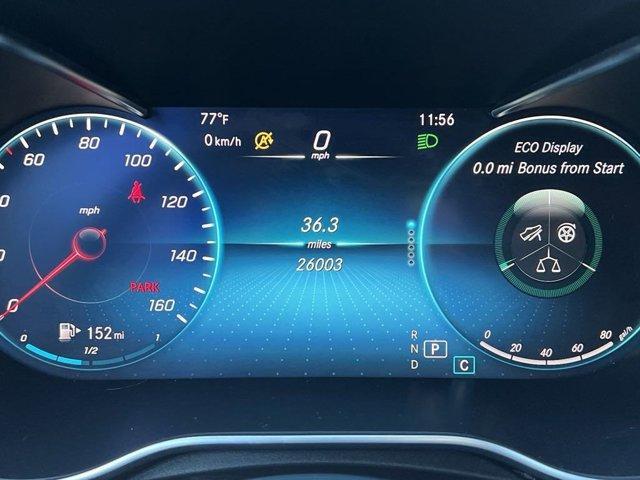 77°F 11:56
0 km/h 0
mph
60 80 100 120 140 160
mph
PARK
0
152 mi
0 1/2 1
36.3
miles
26003
R
N P
D C
ECO Display
0.0 mi Bonus from Start
0 20 40 60 80
gal/h